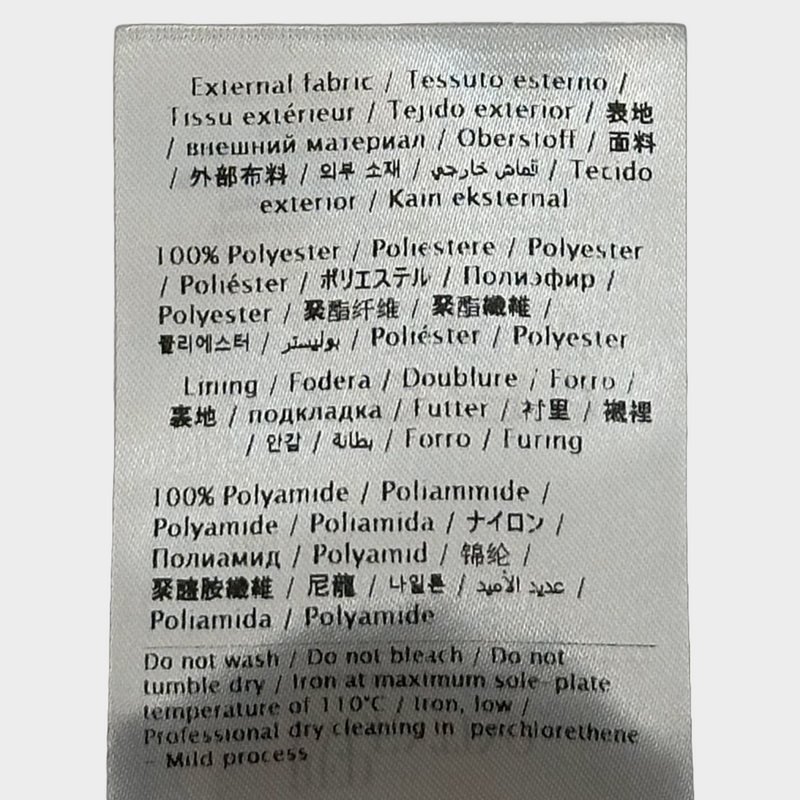 External fabric / Tessuto esterno /
Tissu extérieur / Tejido exterior / 表地
/ внешний материал / Oberstoff / 面料
/ 外部布料 / 외부 소재 / قماش خارجي / Tecido
exterior / Kain eksternal
100% Polyester / Poliestere / Polyester
/ Poliéster / ポリエステル / Полиэфир /
Polyester / 聚酯纤维 / 聚酯纖維 /
폴리에스터 / بوليستر / Poliéster / Polyester
Lining / Fodera / Doublure / Forro /
裏地 / подкладка / Futter / 衬里 / 襯裡
/ 안감 / بطانة / Forro / Furing
100% Polyamide / Poliammide /
Polyamide / Poliamida / ナイロン /
Полиамид / Polyamid / 锦纶 /
聚醯胺纖維 / 尼龍 / 나일론 / عديد الأميد /
Poliamida / Polyamide
Do not wash / Do not bleach / Do not
tumble dry / Iron at maximum sole-plate
temperature of 110°C / Iron, low /
Professional dry cleaning in perchlorethene
- Mild process